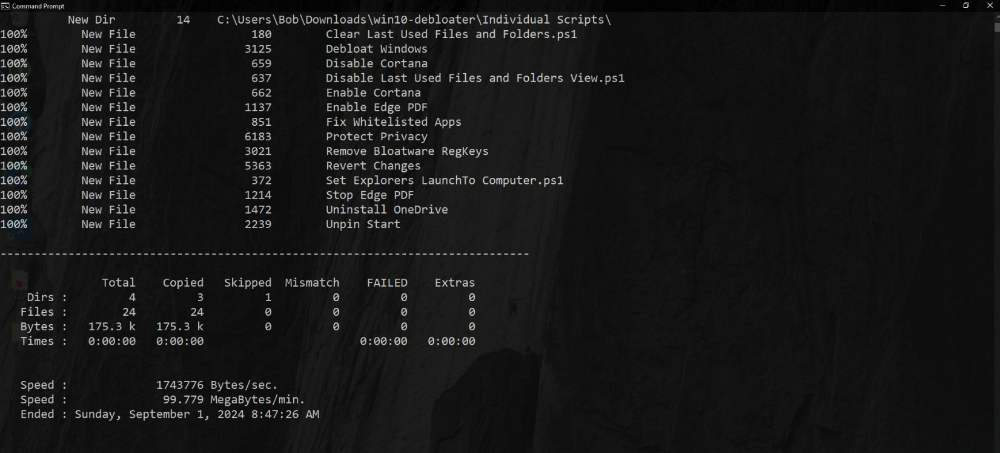 Command Prompt
New Dir 14 C:\Users\Bob\Downloads\win10-debloater\Individual Scripts\
100% New File 180 Clear Last Used Files and Folders.ps1
100% New File 3125 Debloat Windows
100% New File 659 Disable Cortana
100% New File 637 Disable Last Used Files and Folders View.ps1
100% New File 662 Enable Cortana
100% New File 1137 Enable Edge PDF
100% New File 851 Fix Whitelisted Apps
100% New File 6183 Protect Privacy
100% New File 3021 Remove Bloatware RegKeys
100% New File 5363 Revert Changes
100% New File 372 Set Explorers LaunchTo Computer.ps1
100% New File 1214 Stop Edge PDF
100% New File 1472 Uninstall OneDrive
100% New File 2239 Unpin Start
------------------------------------------------------------------------------
Total Copied Skipped Mismatch FAILED Extras
Dirs : 4 3 1 0 0 0
Files : 24 24 0 0 0 0
Bytes : 175.3 k 175.3 k 0 0 0 0
Times : 0:00:00 0:00:00 0:00:00 0:00:00
Speed : 1743776 Bytes/sec.
Speed : 99.779 MegaBytes/min.
Ended : Sunday, September 1, 2024 8:47:26 AM